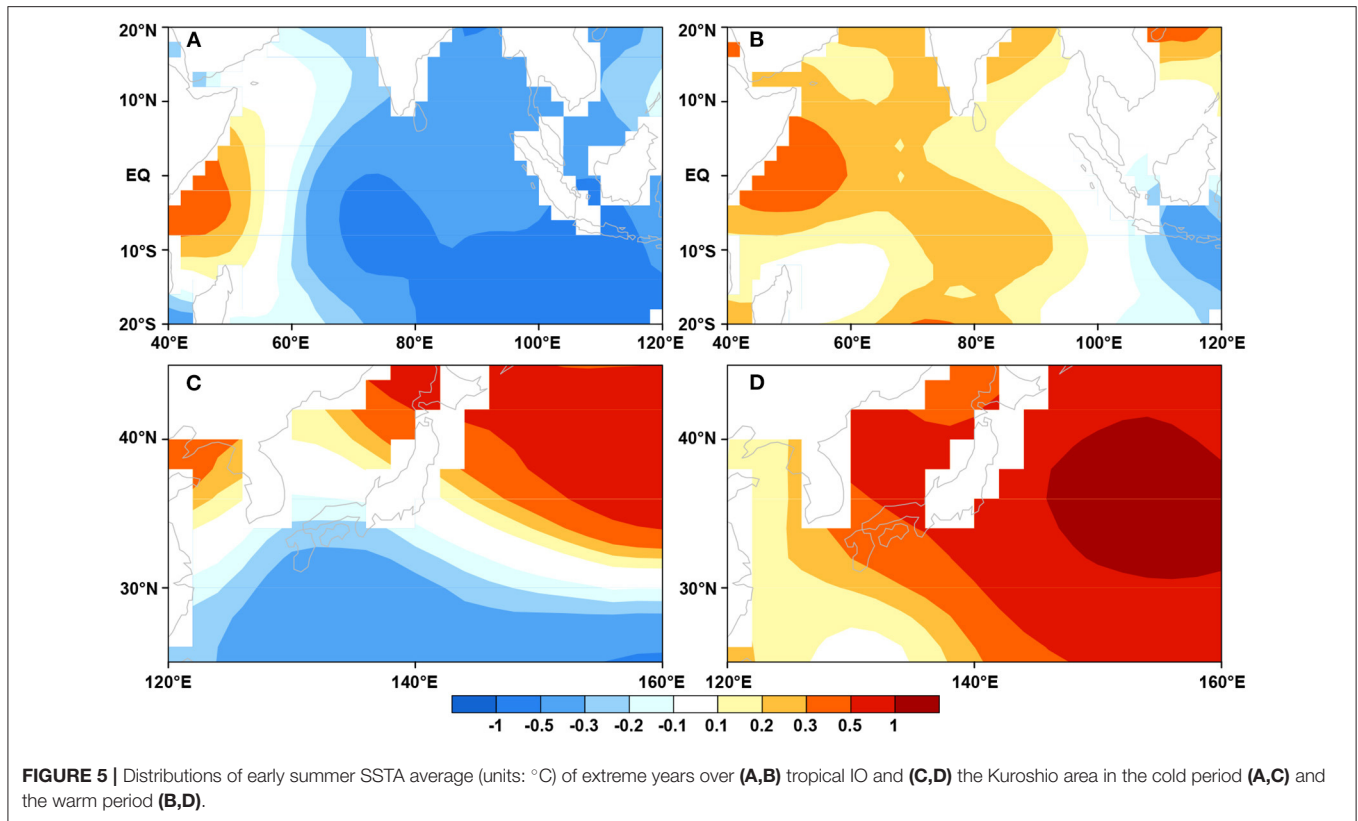 A
B
20°N
10°N
EQ
10°S
20°S
40°E 60°E 80°E 100°E 120°E
20°N
10°N
EQ
10°S
20°S
40°E 60°E 80°E 100°E 120°E
C
D
40°N
30°N
120°E 140°E 160°E
40°N
30°N
120°E 140°E 160°E
-1 -0.5 -0.3 -0.2 -0.1 0.1 0.2 0.3 0.5 1
FIGURE 5 | Distributions of early summer SSTA average (units: °C) of extreme years over (A,B) tropical IO and (C,D) the Kuroshio area in the cold period (A,C) and
the warm period (B,D).